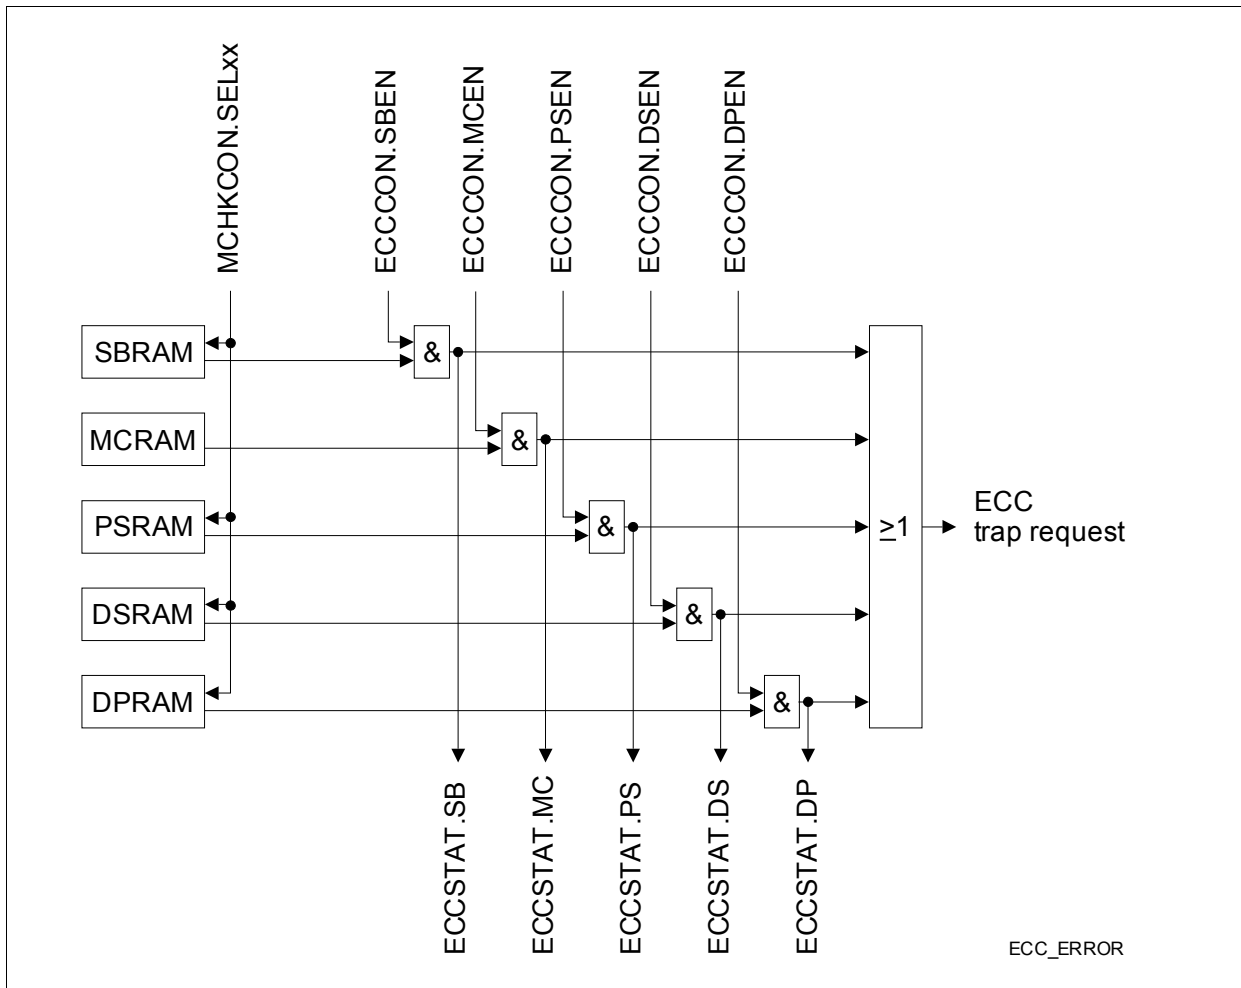 MCHKCON.SELxx
ECCCON.SBEN
ECCCON.MCEN
ECCCON.PSEN
ECCCON.DSEN
ECCCON.DPEN
SBRAM
&
MCRAM
&
PSRAM
&
≥1
ECC
trap request
DSRAM
&
DPRAM
&
ECCSTAT.SB
ECCSTAT.MC
ECCSTAT.PS
ECCSTAT.DS
ECCSTAT.DP
ECC_ERROR